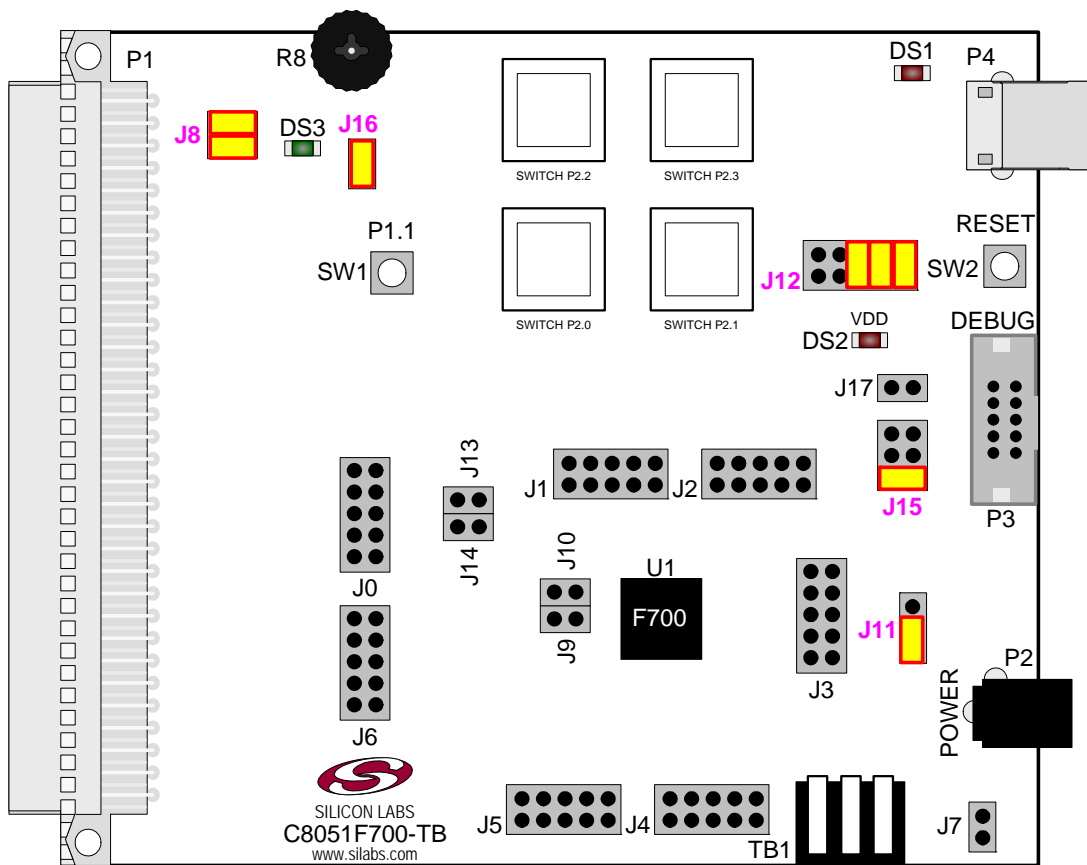 P1
R8
DS1
P4
J8
DS3
J16
SWITCH P2.2
SWITCH P2.3
P1.1
SW1
J12
RESET
SW2
SWITCH P2.0
SWITCH P2.1
VDD
DS2
DEBUG
J17
J13
J1
J2
J15
P3
J14
J10
J0
U1
F700
J9
J11
J3
P2
POWER
J6
SILICON LABS
C8051F700-TB
www.silabs.com
J5
J4
TB1
J7